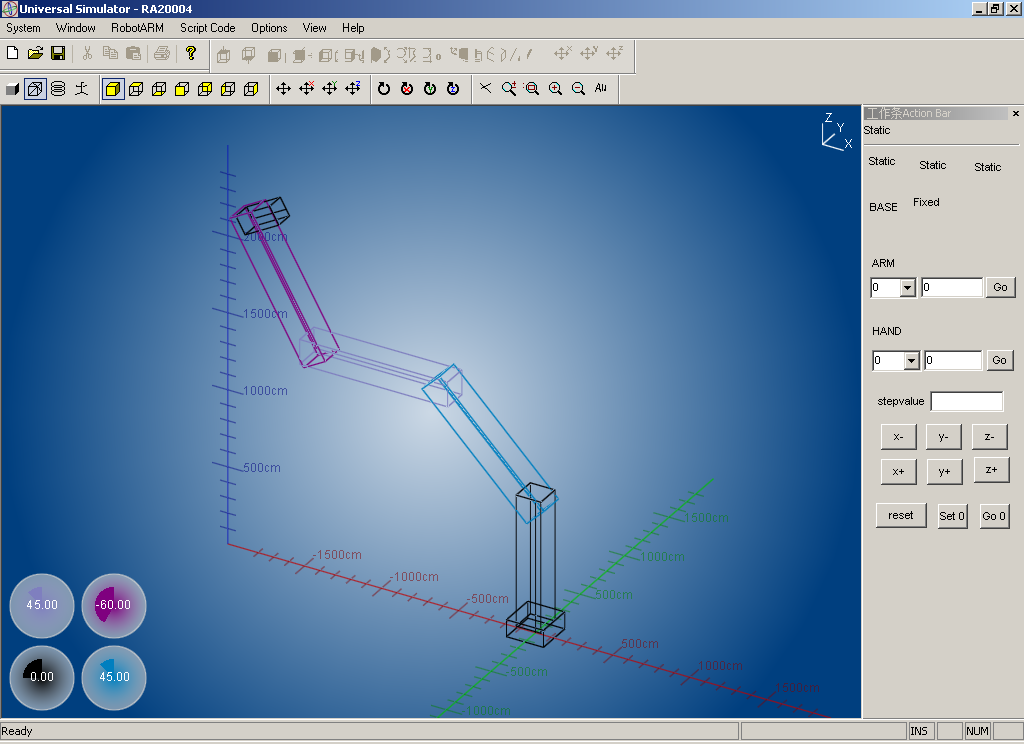 Universal Simulator - RA20004
System Window RobotARM Script Code Options View Help
All
工作条Action Bar
Static
Static Static Static
BASE Fixed
ARM
0 0 Go
HAND
0 0 Go
stepvalue
x- y- z-
x+ y+ z+
reset Set 0 Go 0
Z
Y
X
2000cm
1500cm
1000cm
500cm
-1500cm
-1000cm
-500cm
500cm
1000cm
1500cm
1500cm
1000cm
500cm
-500cm
-1000cm
45.00 -60.00
0.00 45.00
Ready INS NUM